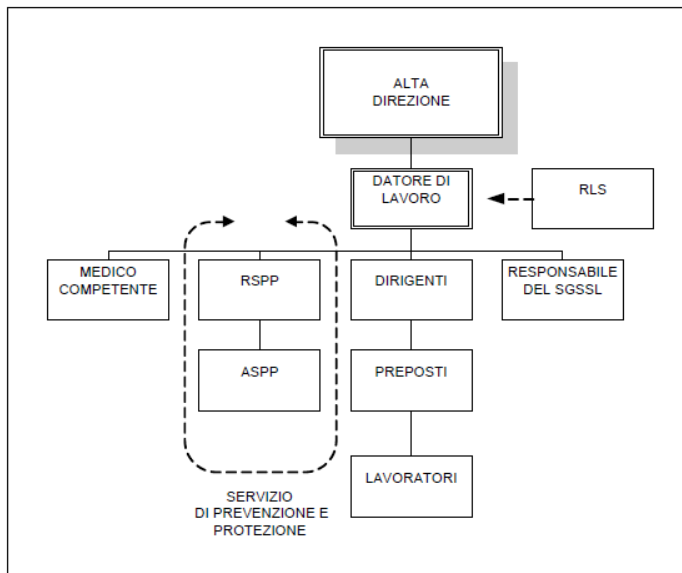 ALTA
DIREZIONE
DATORE DI
LAVORO
RLS
MEDICO
COMPETENTE
RSPP
DIRIGENTI
RESPONSABILE
DEL SGSSL
ASPP
PREPOSTI
LAVORATORI
SERVIZIO
DI PREVENZIONE E
PROTEZIONE